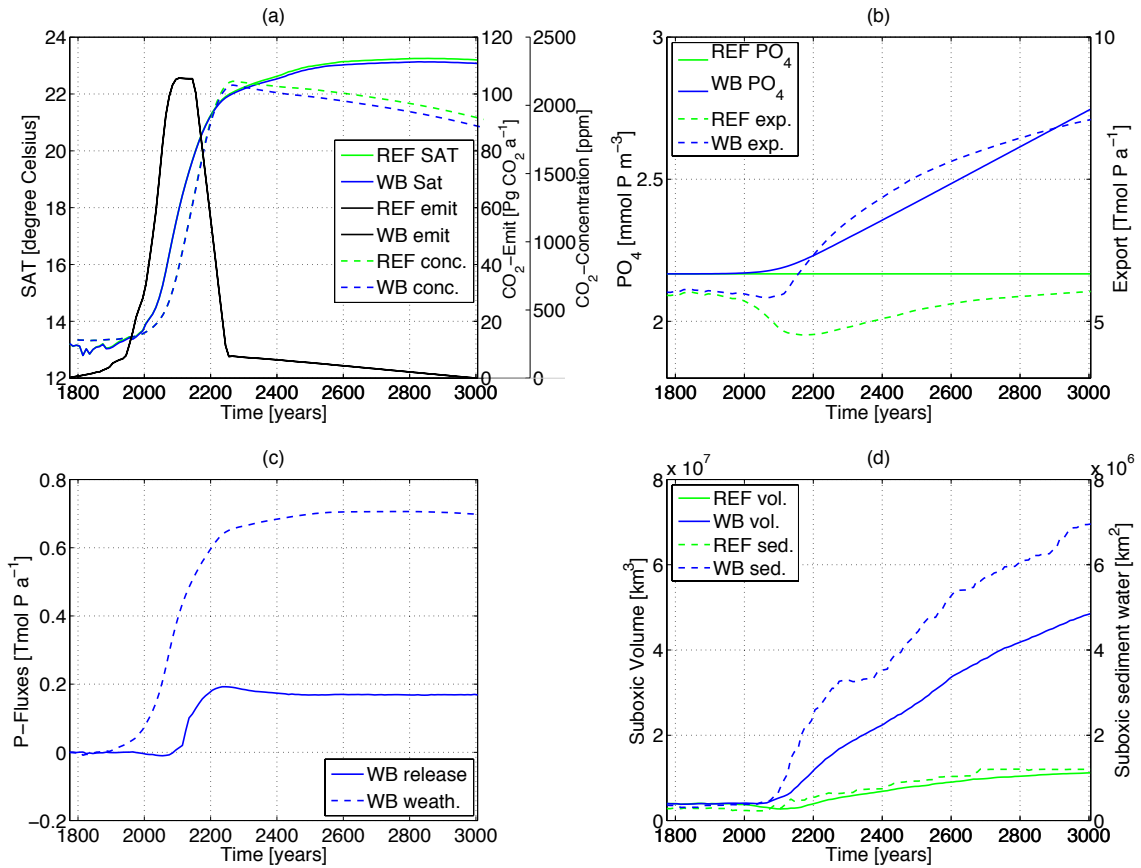 (a)
24
22
20
18
16
14
12
SAT [degree Celsius]
120
100
80
60
40
20
0
CO2−Emit [Pg CO2 a−1]
2500
2000
1500
1000
500
0
CO2−Concentration [ppm]
REF SAT
WB Sat
REF emit
WB emit
REF conc.
WB conc.
1800 2000 2200 2400 2600 2800 3000
Time [years]
(b)
3
2.5
2
PO4 [mmol P m−3]
10
5
Export [Tmol P a−1]
REF PO4
WB PO4
REF exp.
WB exp.
1800 2000 2200 2400 2600 2800 3000
Time [years]
(c)
0.8
0.6
0.4
0.2
0
−0.2
P−Fluxes [Tmol P a−1]
WB release
WB weath.
1800 2000 2200 2400 2600 2800 3000
Time [years]
(d)
x 10^7
8
6
4
2
0
Suboxic Volume [km3]
x 10^6
8
6
4
2
0
Suboxic sediment water [km2]
REF vol.
WB vol.
REF sed.
WB sed.
1800 2000 2200 2400 2600 2800 3000
Time [years]